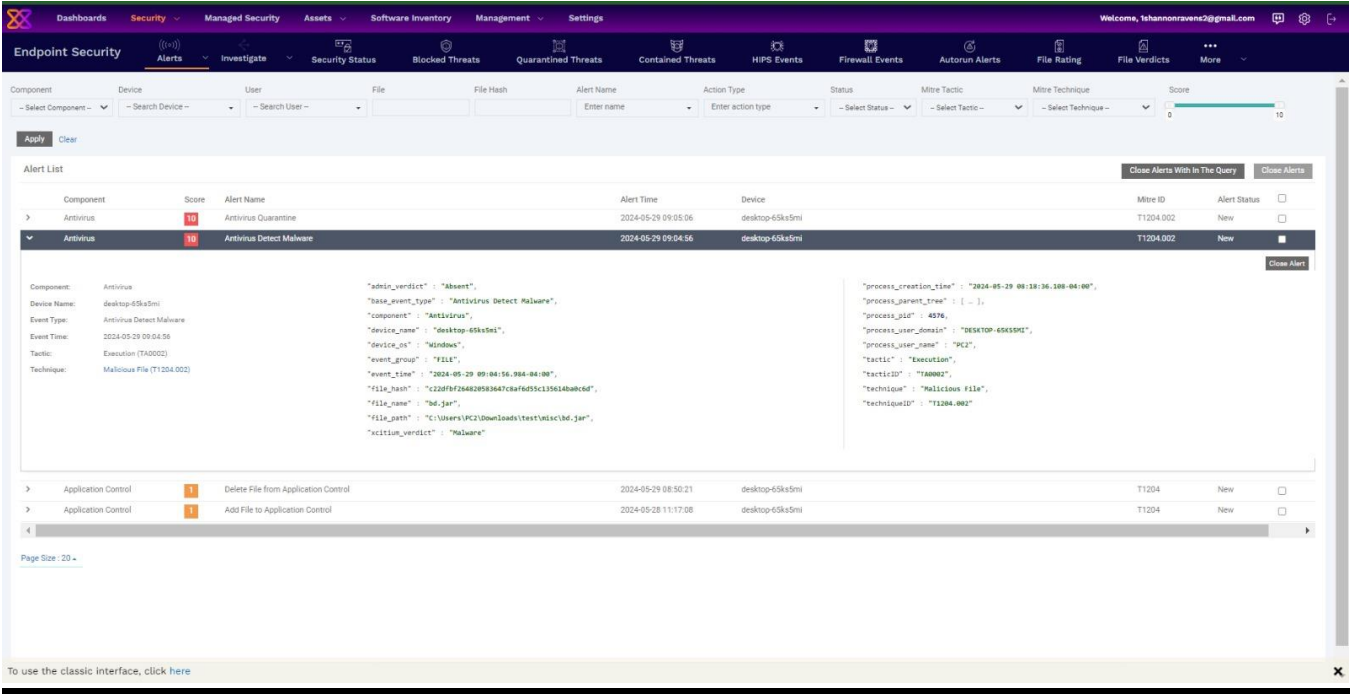 Dashboards Security Managed Security Assets Software Inventory Management Settings Welcome, 1shannonravens2@gmail.com
Endpoint Security Alerts Investigate Security Status Blocked Threats Quarantined Threats Contained Threats HIPS Events Firewall Events Autorun Alerts File Rating File Verdicts More
Component Device User File File Hash Alert Name Action Type Status Mitre Tactic Mitre Technique Score
-- Select Component -- -- Search Device -- -- Search User -- Enter name Enter action type -- Select Status -- -- Select Tactic -- -- Select Technique --
0 10
Apply Clear
Alert List Close Alerts With In The Query Close Alerts
Component Score Alert Name Alert Time Device Mitre ID Alert Status
Antivirus 10 Antivirus Quarantine 2024-05-29 09:05:06 desktop-65ks5mi T1204.002 New
Antivirus 10 Antivirus Detect Malware 2024-05-29 09:04:56 desktop-65ks5mi T1204.002 New
Close Alert
Component: Antivirus
Device Name: desktop-65ks5mi
Event Type: Antivirus Detect Malware
Event Time: 2024-05-29 09:04:56
Tactic: Execution (TA0002)
Technique: Malicious File (T1204.002)
"admin_verdict" : "Absent",
"base_event_type" : "Antivirus Detect Malware",
"component" : "Antivirus",
"device_name" : "desktop-65ks5mi",
"device_os" : "Windows",
"event_group" : "FILE",
"event_time" : "2024-05-29 09:04:56.984-04:00",
"file_hash" : "c22dfbf264820583647c8af6d55c135614ba0c6d",
"file_name" : "bd.jar",
"file_path" : "C:\Users\PC2\Downloads\test\misc\bd.jar",
"xcitium_verdict" : "Malware"
"process_creation_time" : "2024-05-29 08:18:36.108-04:00",
"process_parent_tree" : [ … ],
"process_pid" : 4576,
"process_user_domain" : "DESKTOP-65KS5MI",
"process_user_name" : "PC2",
"tactic" : "Execution",
"tacticID" : "TA0002",
"technique" : "Malicious File",
"techniqueID" : "T1204.002"
Application Control 1 Delete File from Application Control 2024-05-29 08:50:21 desktop-65ks5mi T1204 New
Application Control 1 Add File to Application Control 2024-05-28 11:17:08 desktop-65ks5mi T1204 New
Page Size : 20
To use the classic interface, click here